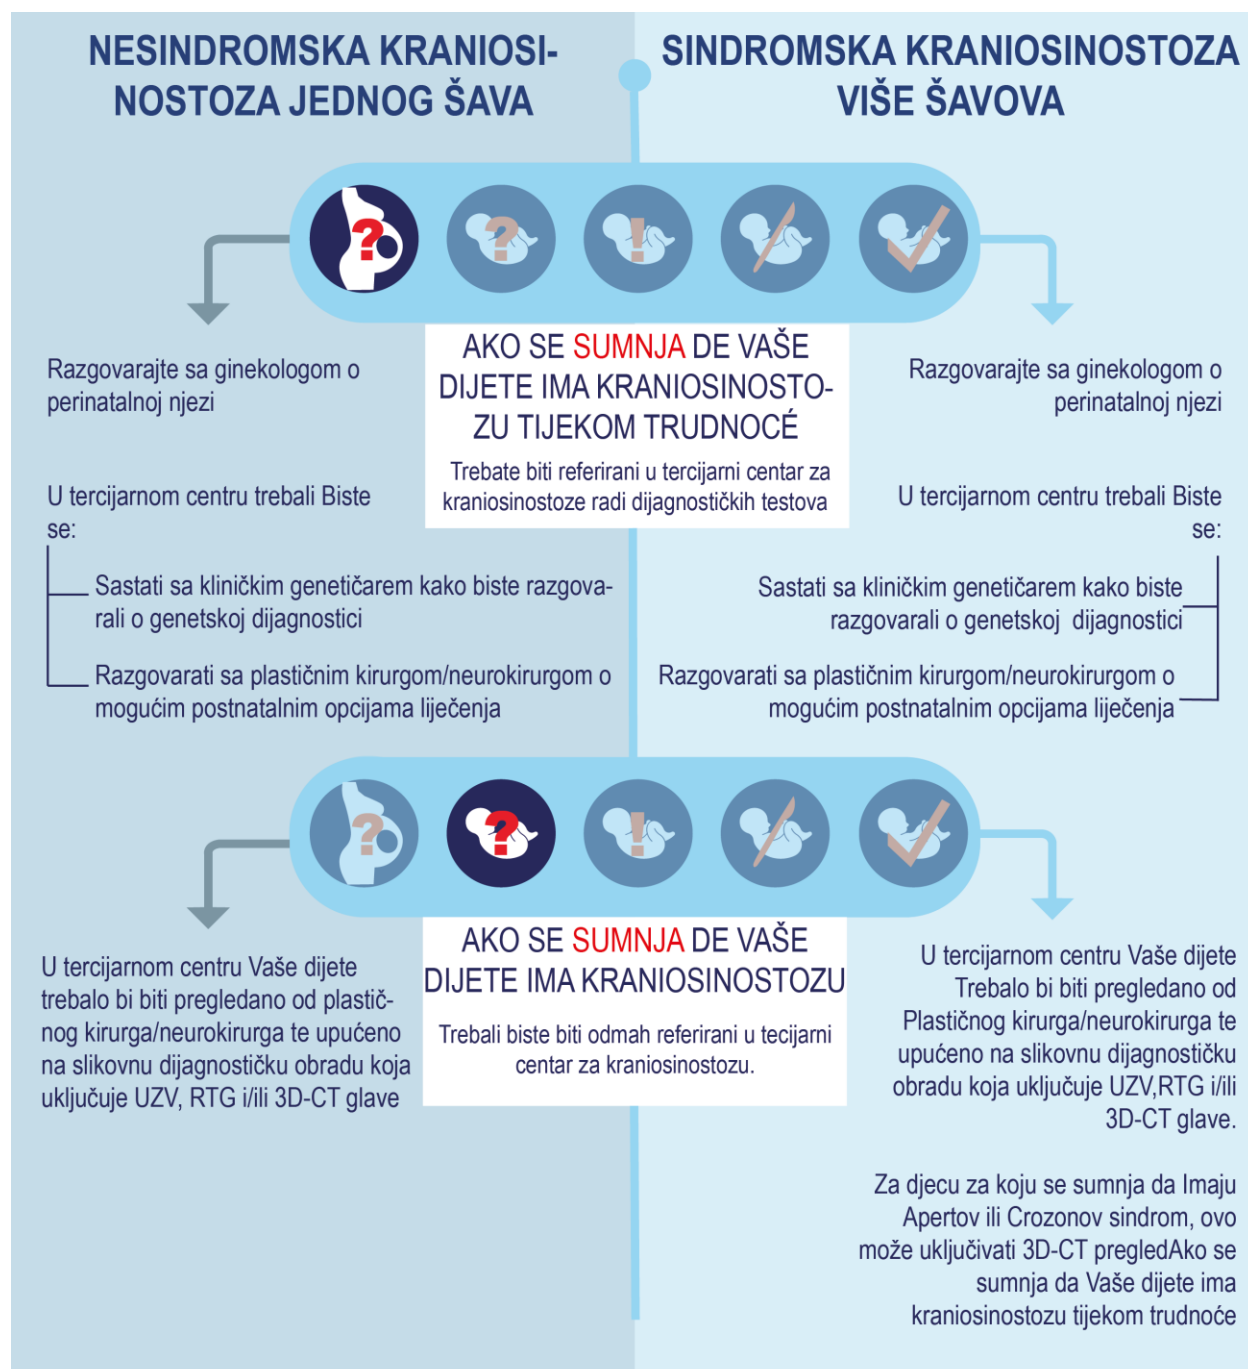 NESINDROMSKA KRANIOSI-
NOSTOZA JEDNOG ŠAVA
SINDROMSKA KRANIOSINOSTOZA
VIŠE ŠAVOVA
?
?
!
AKO SE SUMNJA DE VAŠE
DIJETE IMA KRANIOSINOSTO-
ZU TIJEKOM TRUDNOCÉ
Trebate biti referirani u tercijarni centar za
kraniosinostoze radi dijagnostičkih testova
Razgovarajte sa ginekologom o
perinatalnoj njezi
U tercijarnom centru trebali Biste
se:
Sastati sa kliničkim genetičarem kako biste razgova-
rali o genetskoj dijagnostici
Razgovarati sa plastičnim kirurgom/neurokirurgom o
mogućim postnatalnim opcijama liječenja
Razgovarajte sa ginekologom o
perinatalnoj njezi
U tercijarnom centru trebali Biste
se:
Sastati sa kliničkim genetičarem kako biste
razgovarali o genetskoj dijagnostici
Razgovarati sa plastičnim kirurgom/neurokirurgom o
mogućim postnatalnim opcijama liječenja
?
?
!
AKO SE SUMNJA DE VAŠE
DIJETE IMA KRANIOSINOSTOZU
Trebali biste biti odmah referirani u tecijarni
centar za kraniosinostozu.
U tercijarnom centru Vaše dijete
trebalo bi biti pregledano od plastič-
nog kirurga/neurokirurga te upućeno
na slikovnu dijagnostičku obradu koja
uključuje UZV, RTG i/ili 3D-CT glave
U tercijarnom centru Vaše dijete
Trebalo bi biti pregledano od
Plastičnog kirurga/neurokirurga te
upućeno na slikovnu dijagnostičku
obradu koja uključuje UZV,RTG i/ili
3D-CT glave.
Za djecu za koju se sumnja da Imaju
Apertov ili Crozonov sindrom, ovo
može uključivati 3D-CT pregledAko se
sumnja da Vaše dijete ima
kraniosinostozu tijekom trudnoće